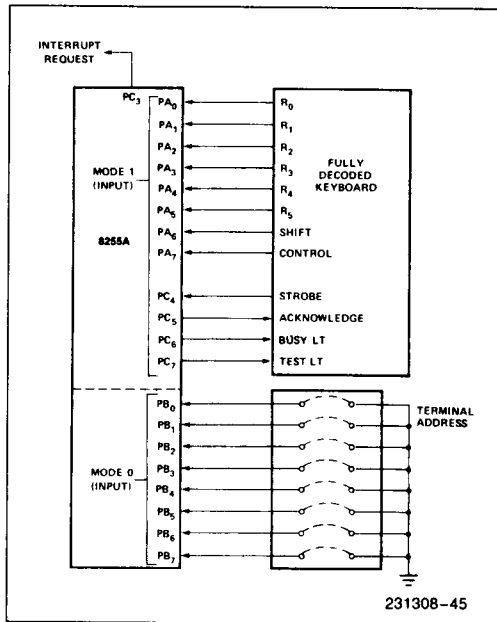 INTERRUPT
REQUEST
PC3
MODE 1
(INPUT)
8255A
PA0
PA1
PA2
PA3
PA4
PA5
PA6
PA7
PC4
PC5
PC6
PC7
R0
R1
R2
R3
R4
R5
SHIFT
CONTROL
STROBE
ACKNOWLEDGE
BUSY LT
TEST LT
FULLY
DECODED
KEYBOARD
MODE 0
(INPUT)
PB0
PB1
PB2
PB3
PB4
PB5
PB6
PB7
TERMINAL
ADDRESS
231308-45